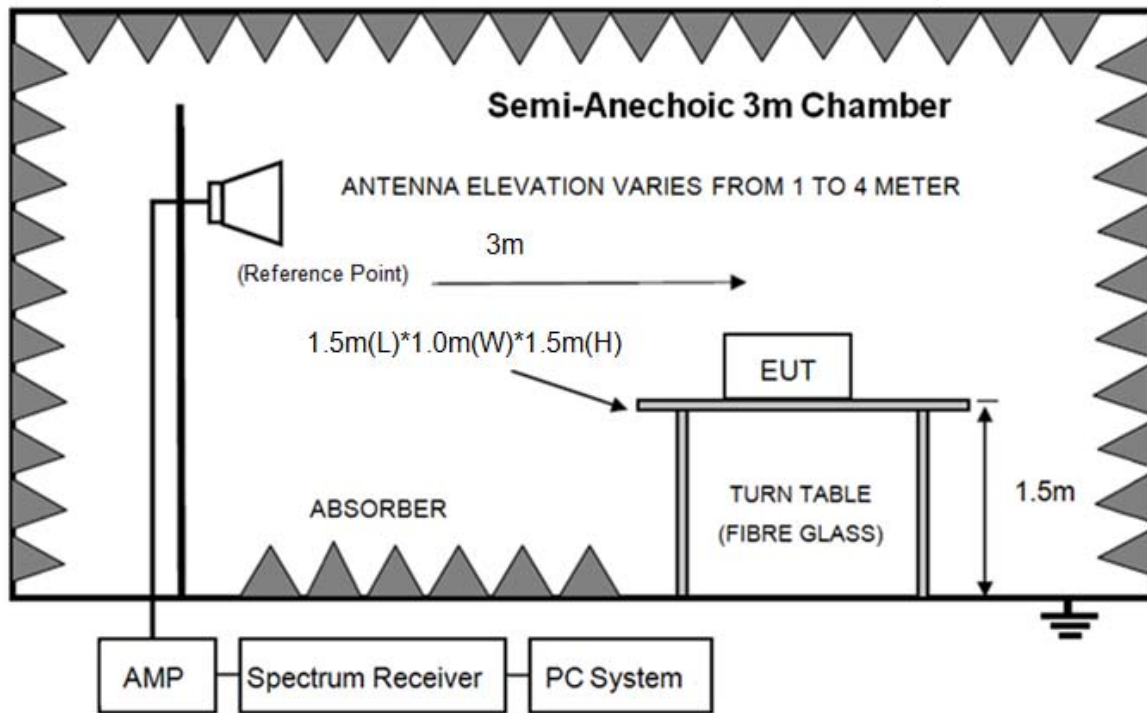 Semi-Anechoic 3m Chamber
ANTENNA ELEVATION VARIES FROM 1 TO 4 METER
3m
(Reference Point)
1.5m(L)*1.0m(W)*1.5m(H)
EUT
ABSORBER
TURN TABLE
(FIBRE GLASS)
1.5m
AMP
Spectrum Receiver
PC System